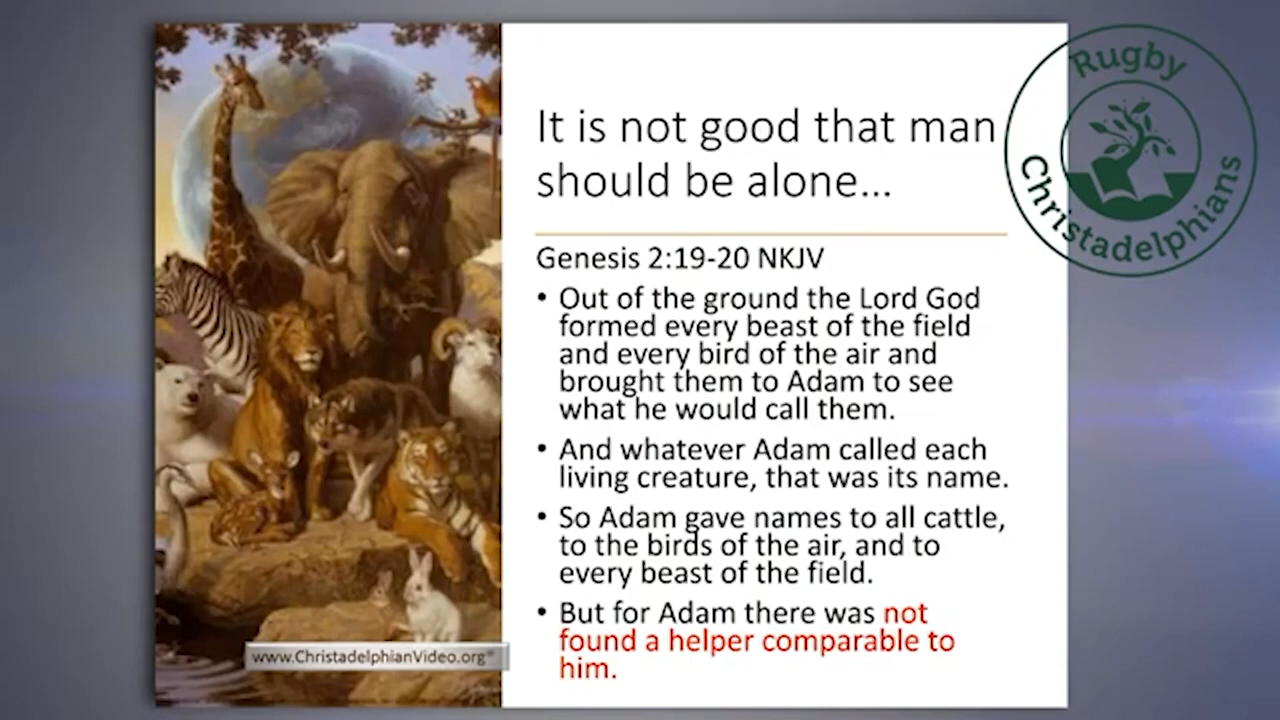 It is not good that man
should be alone...
Genesis 2:19-20 NKJV
• Out of the ground the Lord God
formed every beast of the field
and every bird of the air and
brought them to Adam to see
what he would call them.
• And whatever Adam called each
living creature, that was its name.
• So Adam gave names to all cattle,
to the birds of the air, and to
every beast of the field.
• But for Adam there was not
found a helper comparable to
him.
Rugby
Christadelphians
www.ChristadelphianVideo.org®